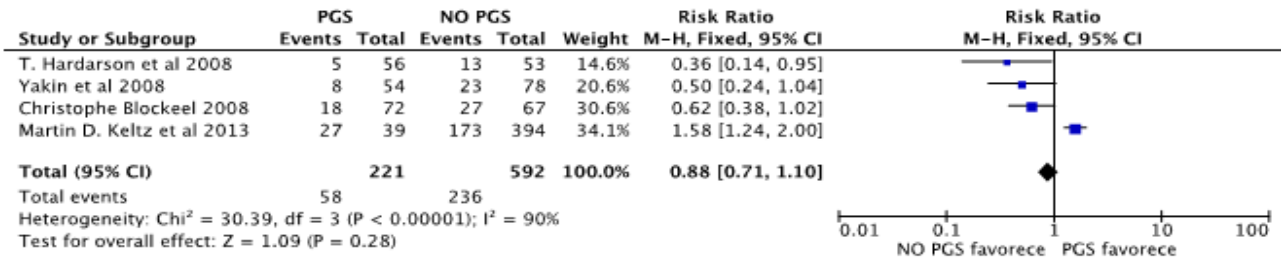 PGS NO PGS Risk Ratio Risk Ratio
Study or Subgroup Events Total Events Total Weight M-H, Fixed, 95% CI M-H, Fixed, 95% CI
T. Hardarson et al 2008 5 56 13 53 14.6% 0.36 [0.14, 0.95]
Yakin et al 2008 8 54 23 78 20.6% 0.50 [0.24, 1.04]
Christophe Blockeel 2008 18 72 27 67 30.6% 0.62 [0.38, 1.02]
Martin D. Keltz et al 2013 27 39 173 394 34.1% 1.58 [1.24, 2.00]
Total (95% CI) 221 592 100.0% 0.88 [0.71, 1.10]
Total events 58 236
Heterogeneity: Chi² = 30.39, df = 3 (P < 0.00001); I² = 90%
Test for overall effect: Z = 1.09 (P = 0.28)
0.01 0.1 1 10 100
NO PGS favorece PGS favorece